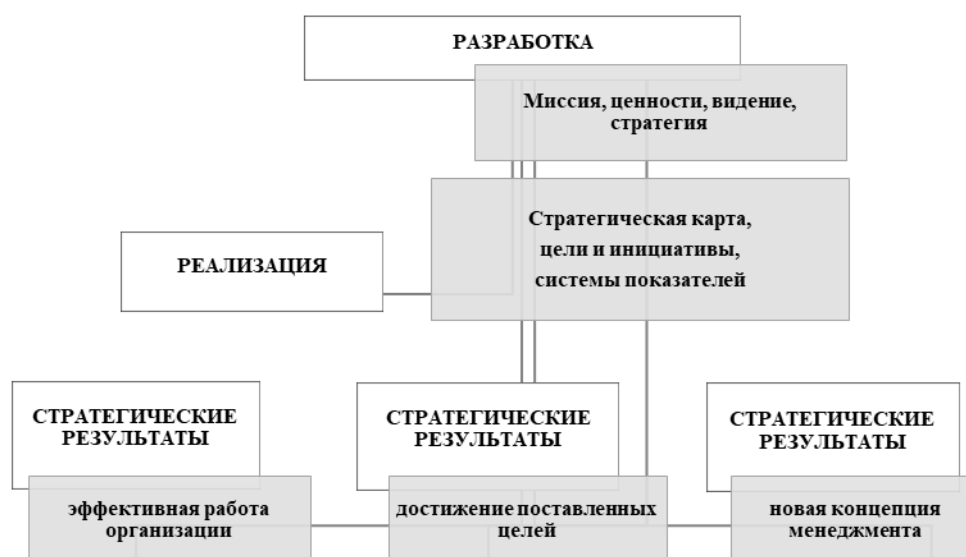 РАЗРАБОТКА
Миссия, ценности, видение,
стратегия
Стратегическая карта,
цели и инициативы,
системы показателей
РЕАЛИЗАЦИЯ
СТРАТЕГИЧЕСКИЕ
РЕЗУЛЬТАТЫ
эффективная работа
организации
СТРАТЕГИЧЕСКИЕ
РЕЗУЛЬТАТЫ
достижение поставленных
целей
СТРАТЕГИЧЕСКИЕ
РЕЗУЛЬТАТЫ
новая концепция
менеджмента